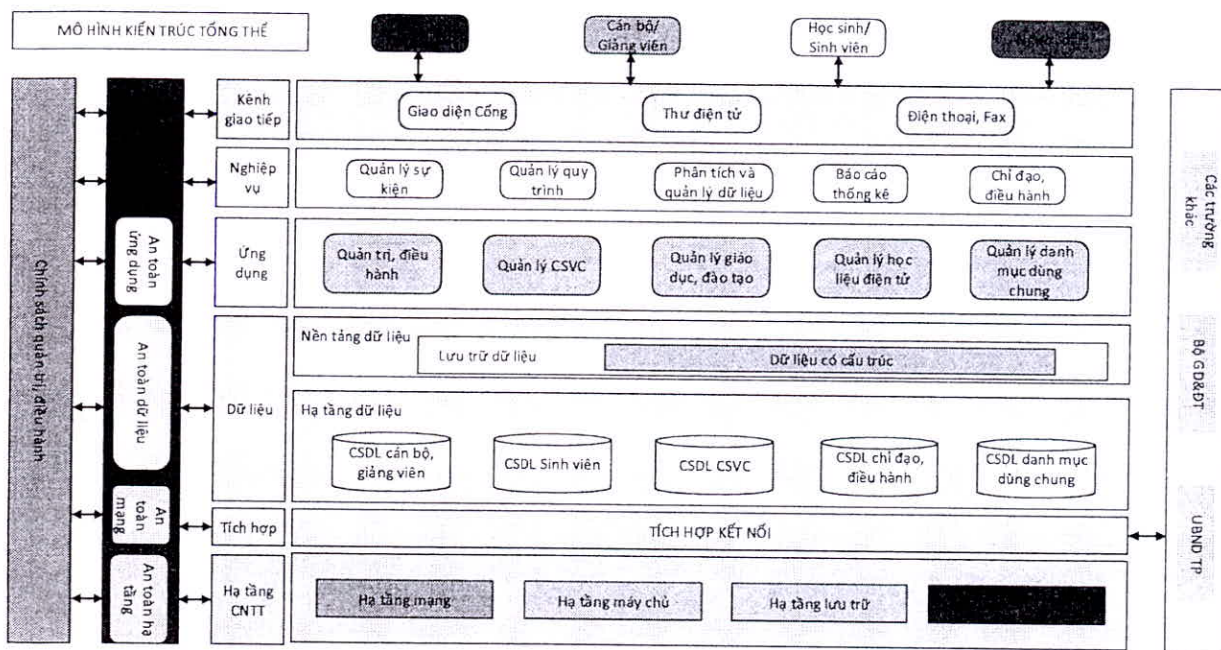 MÔ HÌNH KIẾN TRÚC TỔNG THỂ
Cán bộ/
Giảng viên
Học sinh/
Sinh viên
Kênh
giao tiếp
Giao diện Cổng
Thư điện tử
Điện thoại, Fax
Nghiệp
vụ
Quản lý sự
kiện
Quản lý quy
trình
Phân tích và
quản lý dữ liệu
Báo cáo
thống kê
Chỉ đạo,
điều hành
Ứng
dụng
Quản trị, điều
hành
Quản lý CSVC
Quản lý giáo
dục, đào tạo
Quản lý học
liệu điện tử
Quản lý danh
mục dùng chung
Dữ liệu
Nền tảng dữ liệu
Lưu trữ dữ liệu
Dữ liệu có cấu trúc
Hạ tầng dữ liệu
CSDL cán bộ,
giảng viên
CSDL Sinh viên
CSDL CSVC
CSDL chỉ đạo,
điều hành
CSDL danh mục
dùng chung
Tích hợp
TÍCH HỢP KẾT NỐI
Hạ tầng
CNTT
Hạ tầng mạng
Hạ tầng máy chủ
Hạ tầng lưu trữ
Chính sách quản trị, điều hành
An toàn
ứng dụng
An toàn dữ liệu
An
toàn
mạng
An toàn hạ
tầng
Các trường
khác
Bộ GD&ĐT
UBND TP